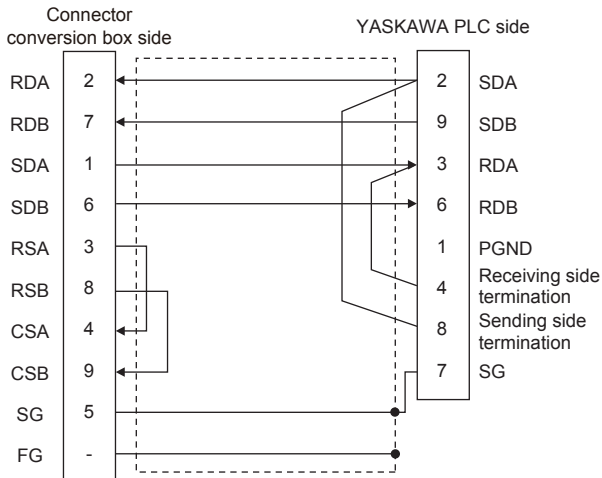 Connector
conversion box side
YASKAWA PLC side
RDA 2 2 SDA
RDB 7 9 SDB
SDA 1 3 RDA
SDB 6 6 RDB
RSA 3 1 PGND
RSB 8 4 Receiving side
termination
CSA 4 8 Sending side
termination
CSB 9 7 SG
SG 5
FG -